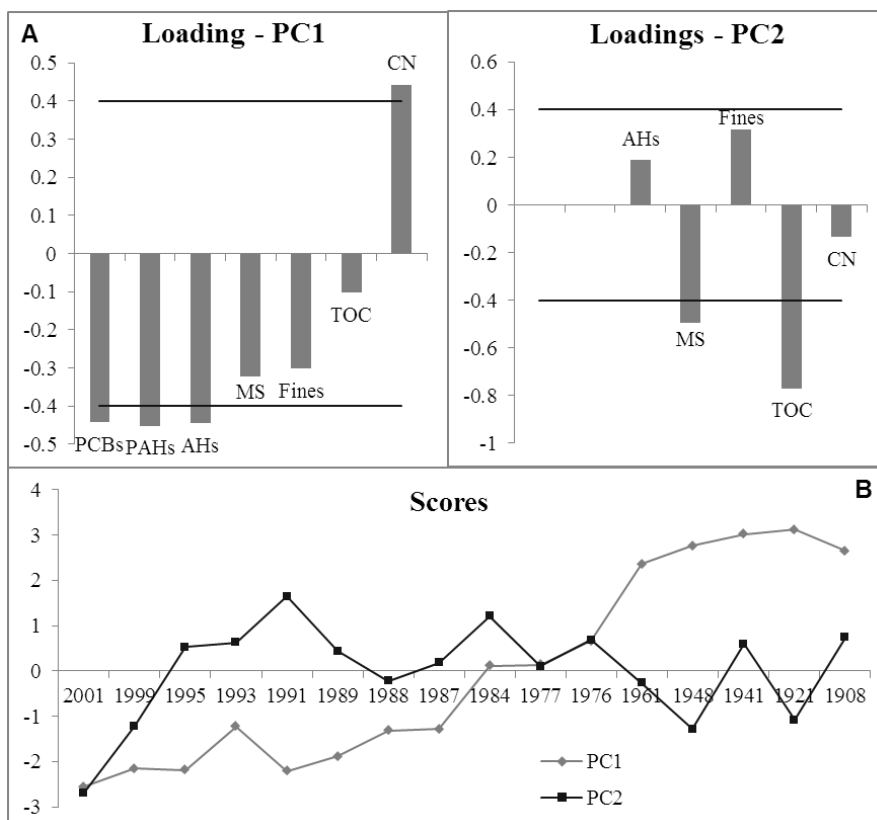 A
Loading - PC1
0.5
0.4
0.3
0.2
0.1
0
-0.1
-0.2
-0.3
-0.4
-0.5
CN
TOC
MS
Fines
PCBs
PAHs
AHs
Loadings - PC2
0.6
0.4
0.2
0
-0.2
-0.4
-0.6
-0.8
-1
AHs
Fines
CN
MS
TOC
B
Scores
4
3
2
1
0
-1
-2
-3
2001 1999 1995 1993 1991 1989 1988 1987 1984 1977 1976 1961 1948 1941 1921 1908
PC1
PC2